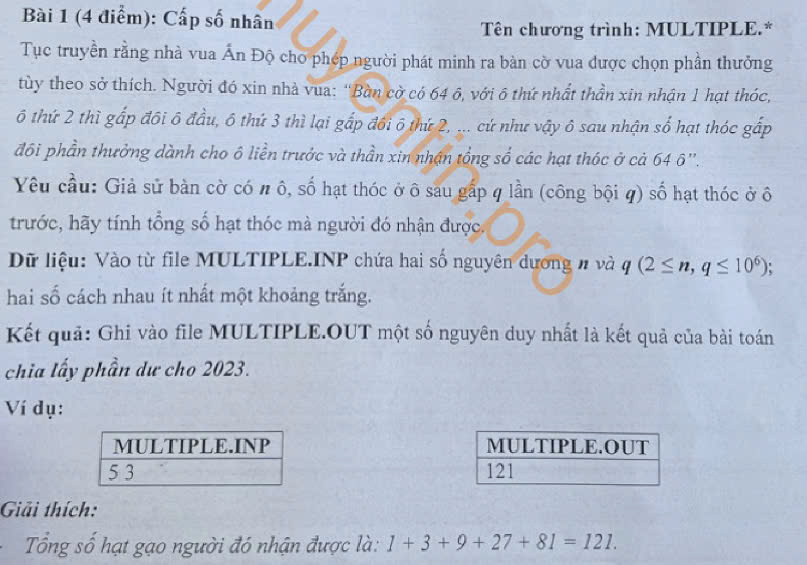 Bài 1 (4 điểm): Cấp số nhân
Tên chương trình: MULTIPLE.*
Tục truyền rằng nhà vua Ấn Độ cho phép người phát minh ra bàn cờ vua được chọn phần thưởng
tùy theo sở thích. Người đó xin nhà vua: "Bàn cờ có 64 ô, với ô thứ nhất thần xin nhận 1 hạt thóc,
ô thứ 2 thì gấp đôi ô đầu, ô thứ 3 thì lại gấp đôi ô thứ 2, ... cứ như vậy ô sau nhận số hạt thóc gấp
đôi phần thưởng dành cho ô liền trước và thần xin nhận tổng số các hạt thóc ở cả 64 ô".
Yêu cầu: Giả sử bàn cờ có n ô, số hạt thóc ở ô sau gấp q lần (công bội q) số hạt thóc ở ô
trước, hãy tính tổng số hạt thóc mà người đó nhận được.
Dữ liệu: Vào từ file MULTIPLE.INP chứa hai số nguyên dương n và q (2 ≤ n, q ≤ 10⁶);
hai số cách nhau ít nhất một khoảng trắng.
Kết quả: Ghi vào file MULTIPLE.OUT một số nguyên duy nhất là kết quả của bài toán
chia lấy phần dư cho 2023.
Ví dụ:
MULTIPLE.INP
5 3
MULTIPLE.OUT
121
Giải thích:
- Tổng số hạt gạo người đó nhận được là: 1 + 3 + 9 + 27 + 81 = 121.
huyentin.pro